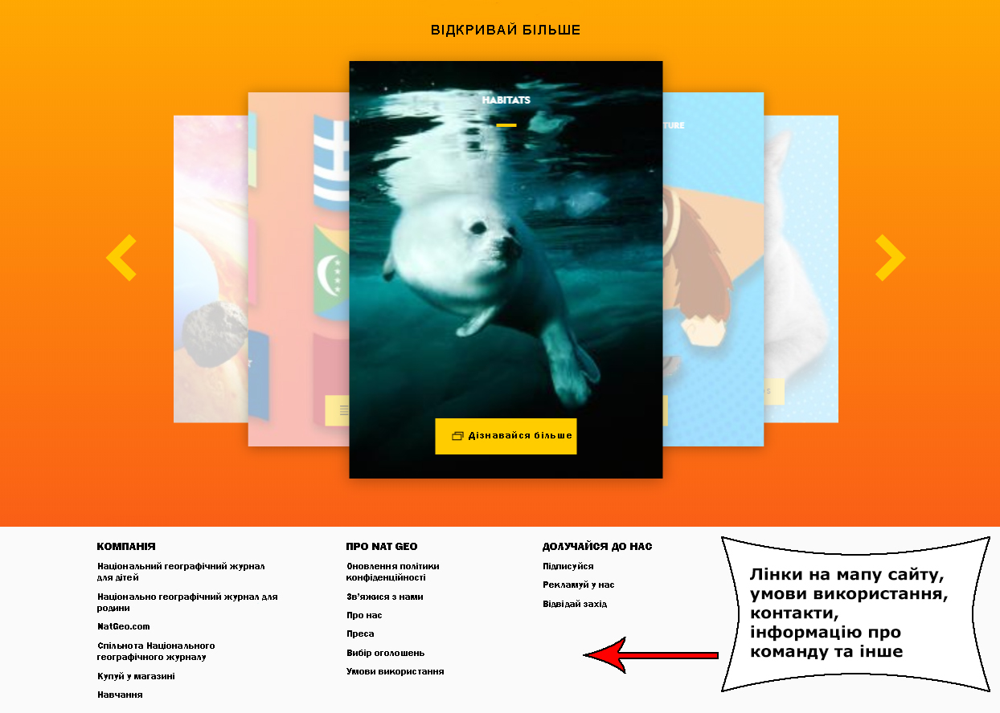 ВІДКРИВАЙ БІЛЬШЕ
HABITATS
TURE
Дізнавайся більше
КОМПАНІЯ
Національний географічний журнал
для дітей
Національно географічний журнал для
родини
NatGeo.com
Спільнота Національного
географічного журналу
Купуй у магазині
Навчання
ПРО NAT GEO
Оновлення політики
конфіденційності
Зв'яжися з нами
Про нас
Преса
Вибір оголошень
Умови використання
ДОЛУЧАЙСЯ ДО НАС
Підписуйся
Рекламуй у нас
Відвідай захід
Лінки на мапу сайту,
умови використання,
контакти,
інформацію про
команду та інше